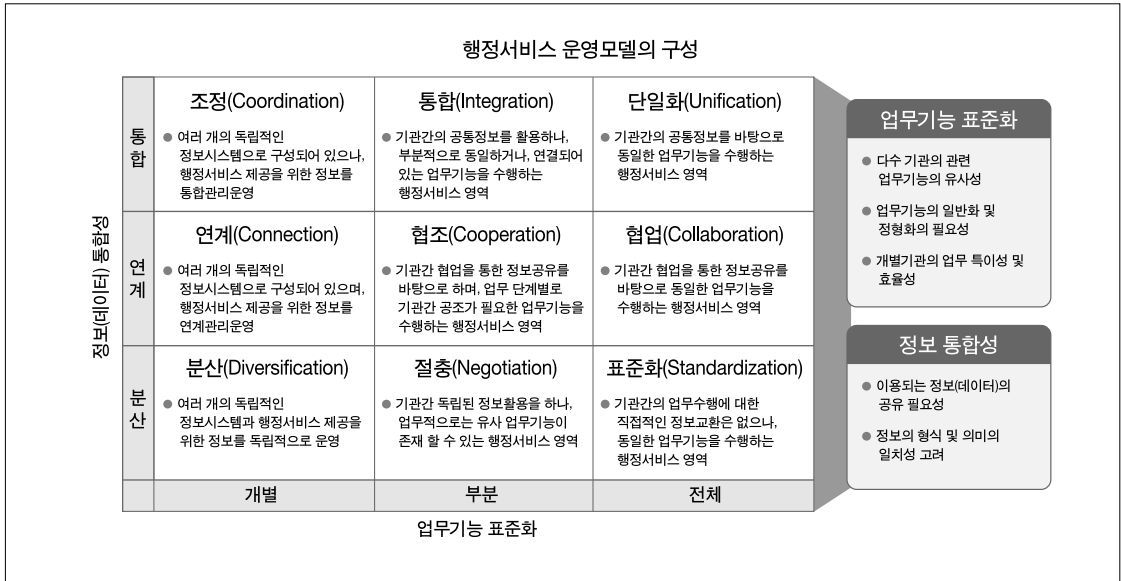 행정서비스 운영모델의 구성
정보(데이터) 통합성
통합
조정(Coordination)
● 여러 개의 독립적인
정보시스템으로 구성되어 있으나,
행정서비스 제공을 위한 정보를
통합관리운영
통합(Integration)
● 기관간의 공통정보를 활용하나,
부분적으로 동일하거나, 연결되어
있는 업무기능을 수행하는
행정서비스 영역
단일화(Unification)
● 기관간의 공통정보를 바탕으로
동일한 업무기능을 수행하는
행정서비스 영역
연계
연계(Connection)
● 여러 개의 독립적인
정보시스템으로 구성되어 있으며,
행정서비스 제공을 위한 정보를
연계관리운영
협조(Cooperation)
● 기관간 협업을 통한 정보공유를
바탕으로 하며, 업무 단계별로
기관간 공조가 필요한 업무기능을
수행하는 행정서비스 영역
협업(Collaboration)
● 기관간 협업을 통한 정보공유를
바탕으로 동일한 업무기능을
수행하는 행정서비스 영역
분산
분산(Diversification)
● 여러 개의 독립적인
정보시스템과 행정서비스 제공을
위한 정보를 독립적으로 운영
절충(Negotiation)
● 기관간 독립된 정보활용을 하나,
업무적으로는 유사 업무기능이
존재 할 수 있는 행정서비스 영역
표준화(Standardization)
● 기관간의 업무수행에 대한
직접적인 정보교환은 없으나,
동일한 업무기능을 수행하는
행정서비스 영역
개별
부분
전체
업무기능 표준화
업무기능 표준화
● 다수 기관의 관련
업무기능의 유사성
● 업무기능의 일반화 및
정형화의 필요성
● 개별기관의 업무 특이성 및
효율성
정보 통합성
● 이용되는 정보(데이터)의
공유 필요성
● 정보의 형식 및 의미의
일치성 고려